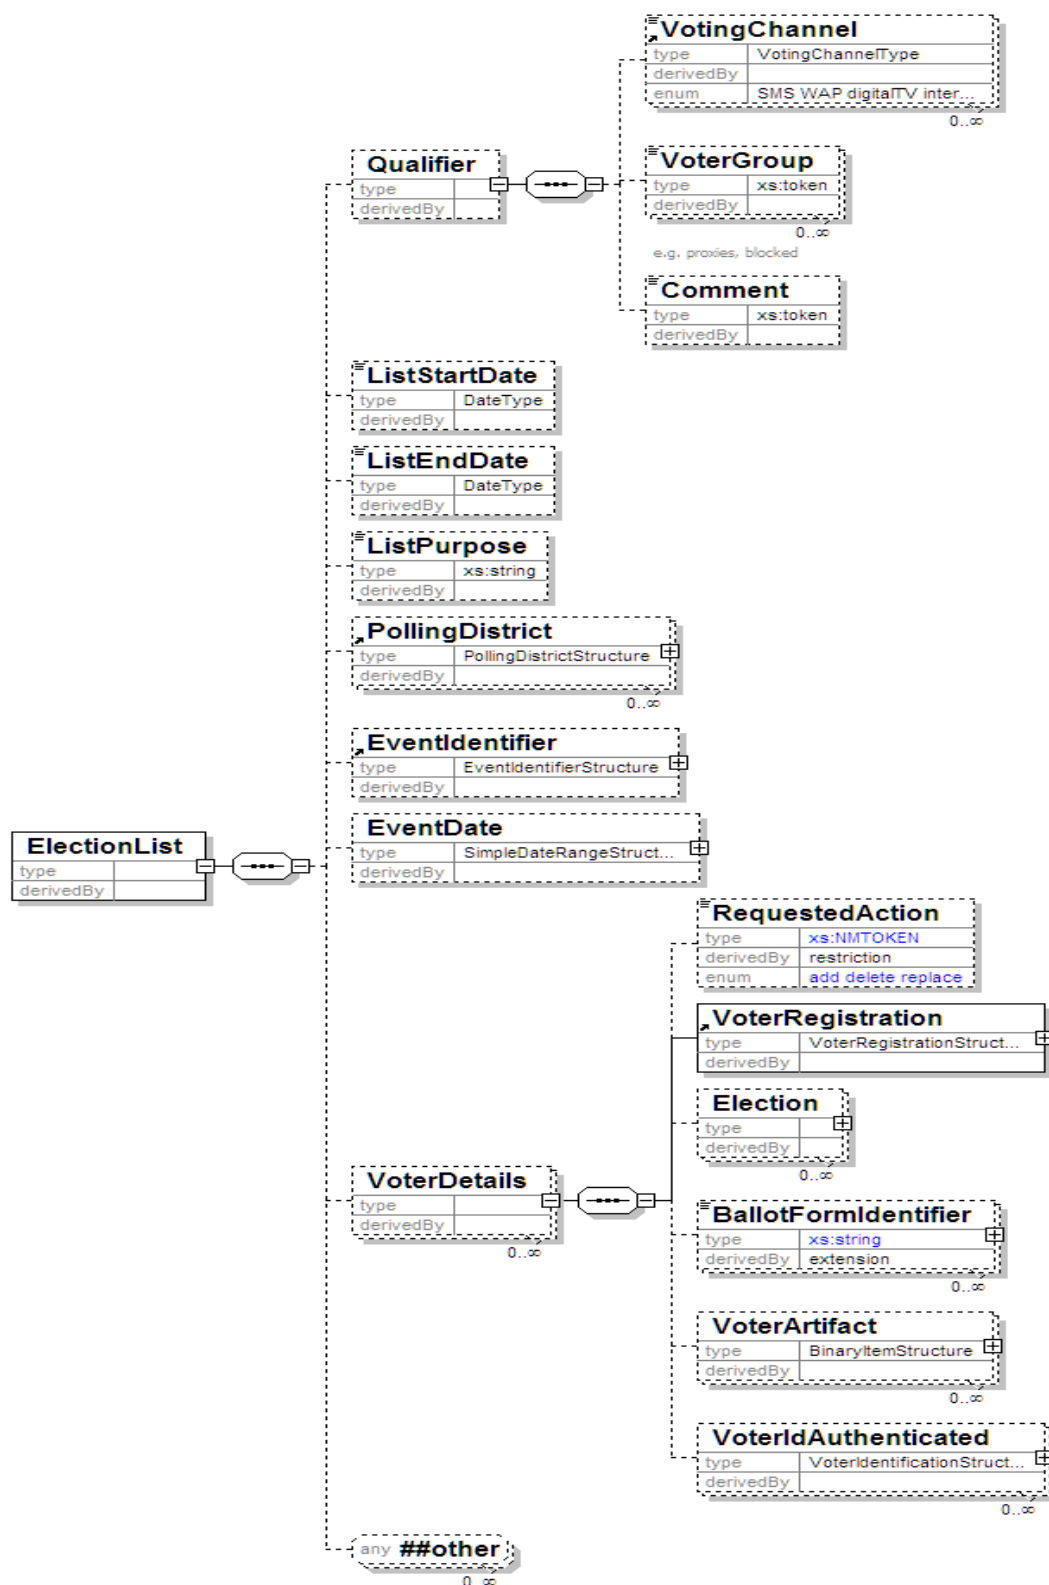 VotingChannel
type VotingChannelType
derivedBy
enum SMS WAP digitalTV inter...
0..∞
Qualifier
type
derivedBy
VoterGroup
type xs:token
derivedBy
0..∞
e.g. proxies, blocked
Comment
type xs:token
derivedBy
ListStartDate
type DateType
derivedBy
ListEndDate
type DateType
derivedBy
ListPurpose
type xs:string
derivedBy
PollingDistrict
type PollingDistrictStructure
derivedBy
0..∞
EventIdentifier
type EventIdentifierStructure
derivedBy
EventDate
type SimpleDateRangeStruct...
derivedBy
ElectionList
type
derivedBy
RequestedAction
type xs:NMTOKEN
derivedBy restriction
enum add delete replace
VoterRegistration
type VoterRegistrationStruct...
derivedBy
Election
type
derivedBy
0..∞
VoterDetails
type
derivedBy
0..∞
BallotFormIdentifier
type xs:string
derivedBy extension
0..∞
VoterArtifact
type BinaryItemStructure
derivedBy
0..∞
VoterIdAuthenticated
type VoterIdentificationStruct...
derivedBy
0..∞
any ##other
0..∞